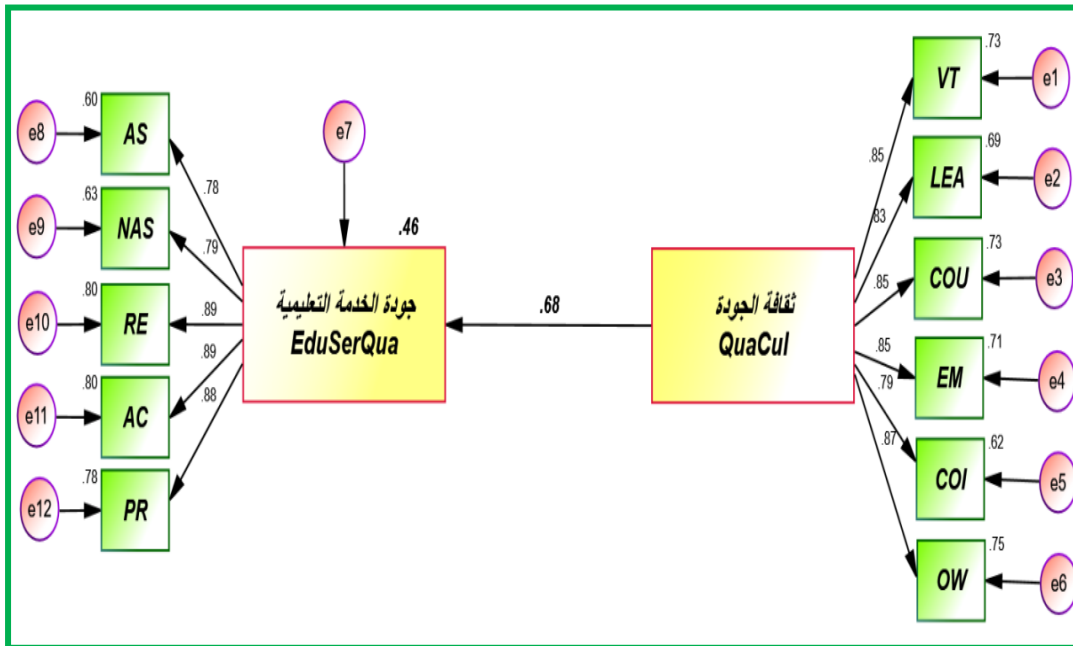 .73
VT
e1
.60
AS
e8
e7
.85
.69
LEA
e2
.78
.63
NAS
e9
.83
.79
.46
.73
COU
e3
.85
.80
RE
e10
.89
جودة الخدمة التعليمية
EduSerQua
.68
ثقافة الجودة
QuaCul
.85
.71
EM
e4
.79
.89
.80
AC
e11
.88
.87
.62
COI
e5
.78
PR
e12
.75
OW
e6